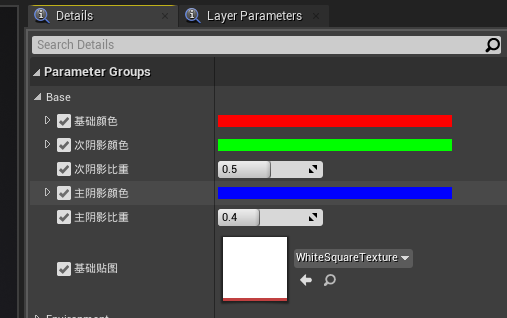 Details
Layer Parameters
Search Details
Parameter Groups
Base
基础颜色
次阴影颜色
次阴影比重
0.5
主阴影颜色
主阴影比重
0.4
基础贴图
WhiteSquareTexture
Environment